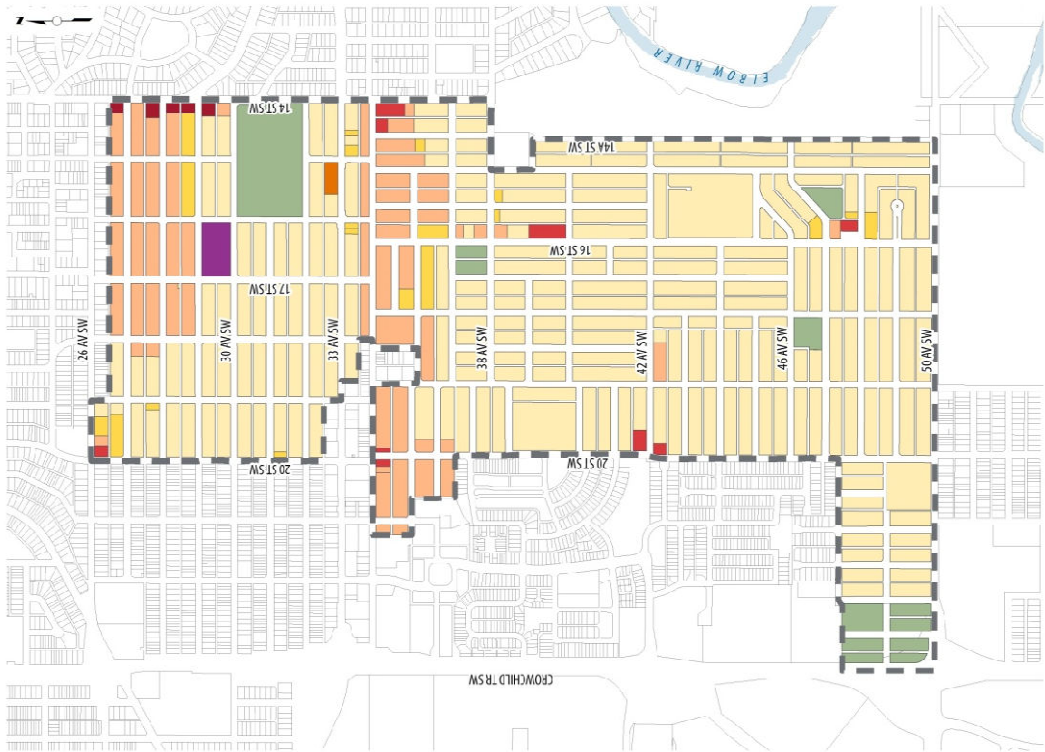 ELBOW RIVER
14 ST SW
14A ST SW
16 ST SW
17 ST SW
26 AV SW
30 AV SW
33 AV SW
38 AV SW
42 AV SW
46 AV SW
50 AV SW
20 ST SW
20 ST SW
CROWCHILD TR SW